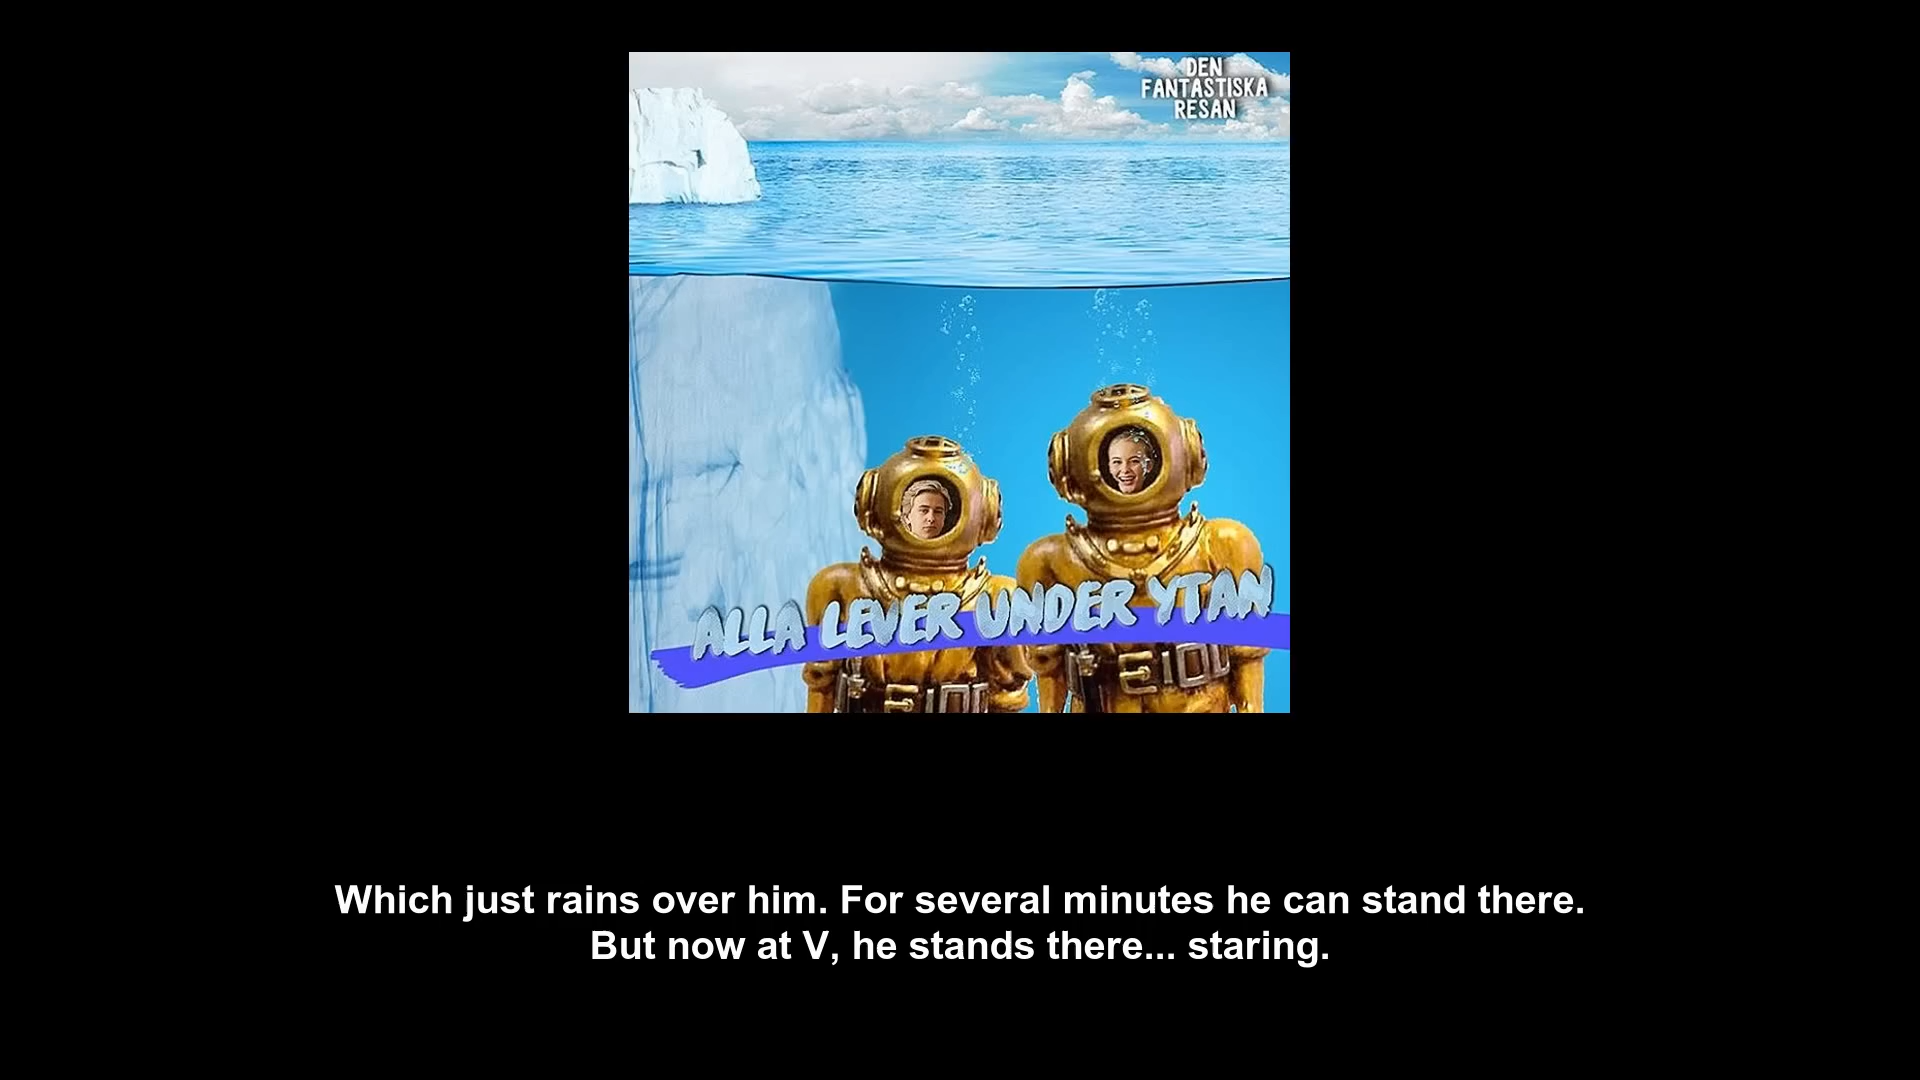 DEN
FANTASTISKA
RESAN
ALLA LEVER UNDER YTAN
Which just rains over him. For several minutes he can stand there.
But now at V, he stands there... staring.